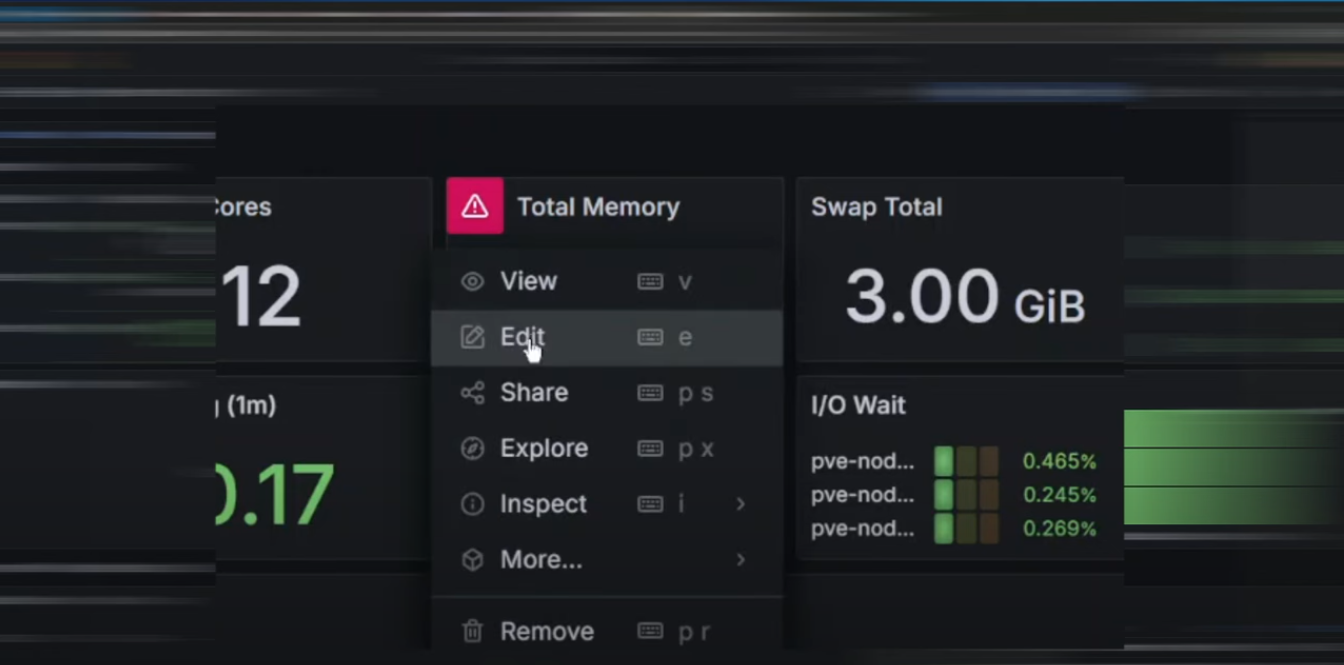 Cores
12
Total Memory
Swap Total
3.00 GiB
View v
Edit e
Share p s
Explore p x
Inspect i
More...
Remove p r
(1m)
0.17
I/O Wait
pve-nod... 0.465%
pve-nod... 0.245%
pve-nod... 0.269%